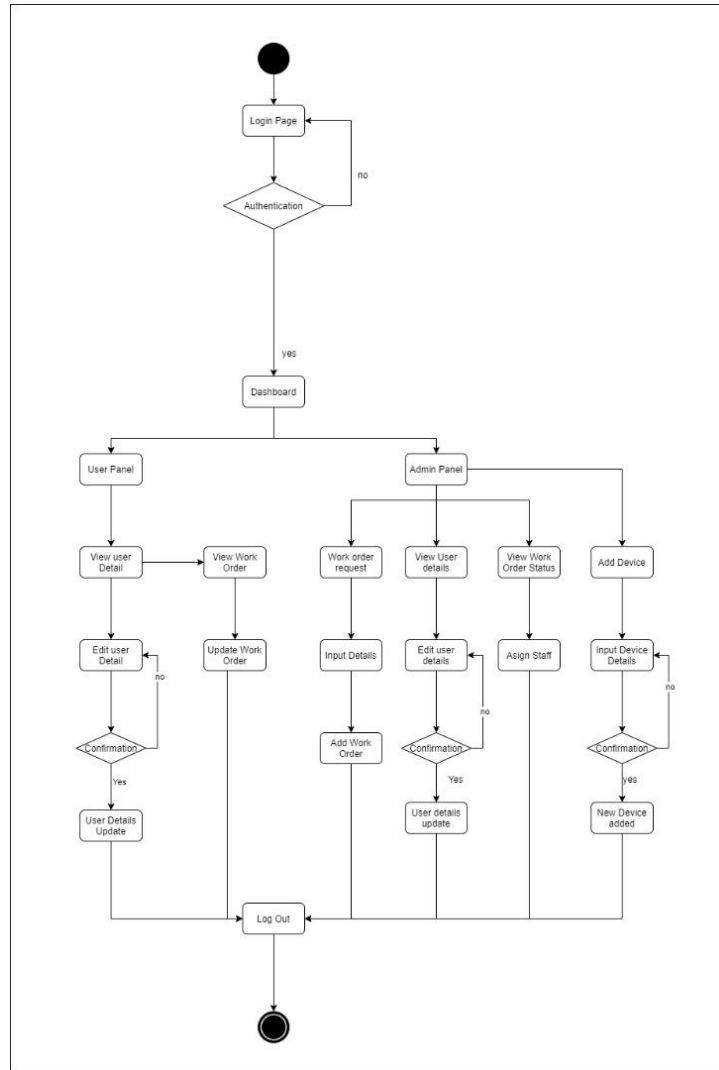 Login Page
no
Authentication
yes
Dashboard
User Panel
Admin Panel
View user
Detail
View Work
Order
Work order
request
View User
details
View Work
Order Status
Add Device
Edit user
Detail
Update Work
Order
Input Details
Edit user
details
Asign Staff
Input Device
Details
no
no
no
Confirmation
Add Work
Order
Confirmation
Confirmation
Yes
Yes
yes
User Details
Update
User details
update
New Device
added
Log Out